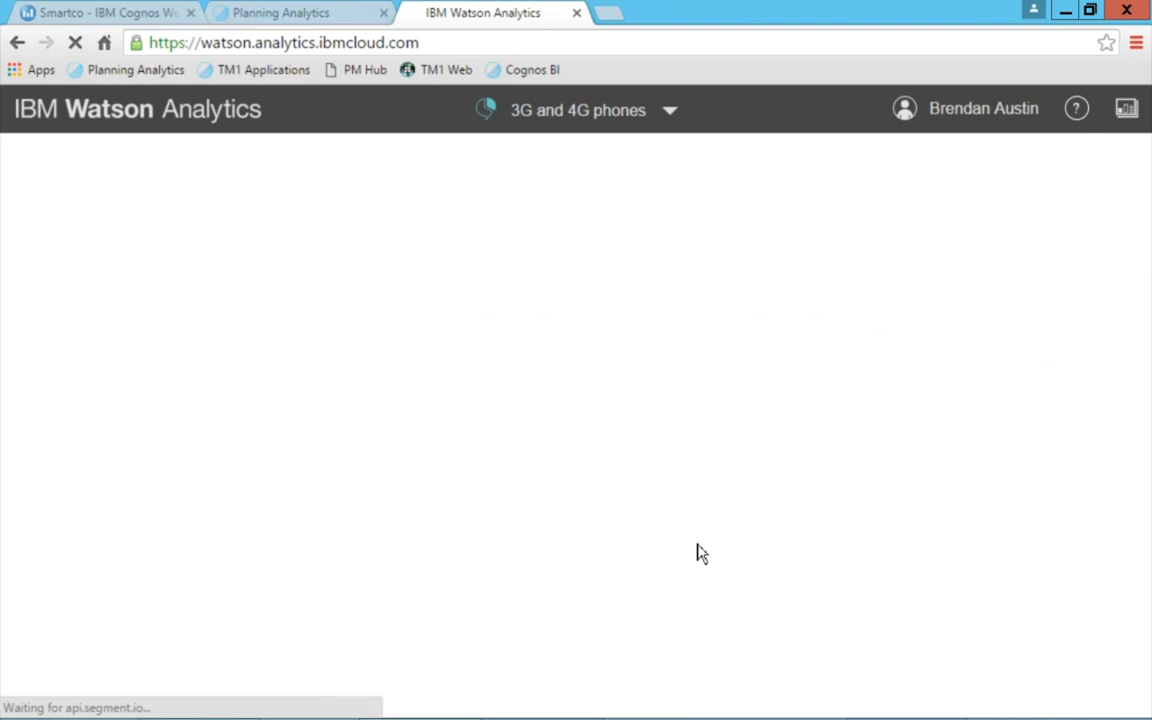 Smartco - IBM Cognos Wo
Planning Analytics
IBM Watson Analytics
https://watson.analytics.ibmcloud.com
Apps
Planning Analytics
TM1 Applications
PM Hub
TM1 Web
Cognos BI
IBM Watson Analytics
3G and 4G phones
Brendan Austin
?
Waiting for api.segment.io...